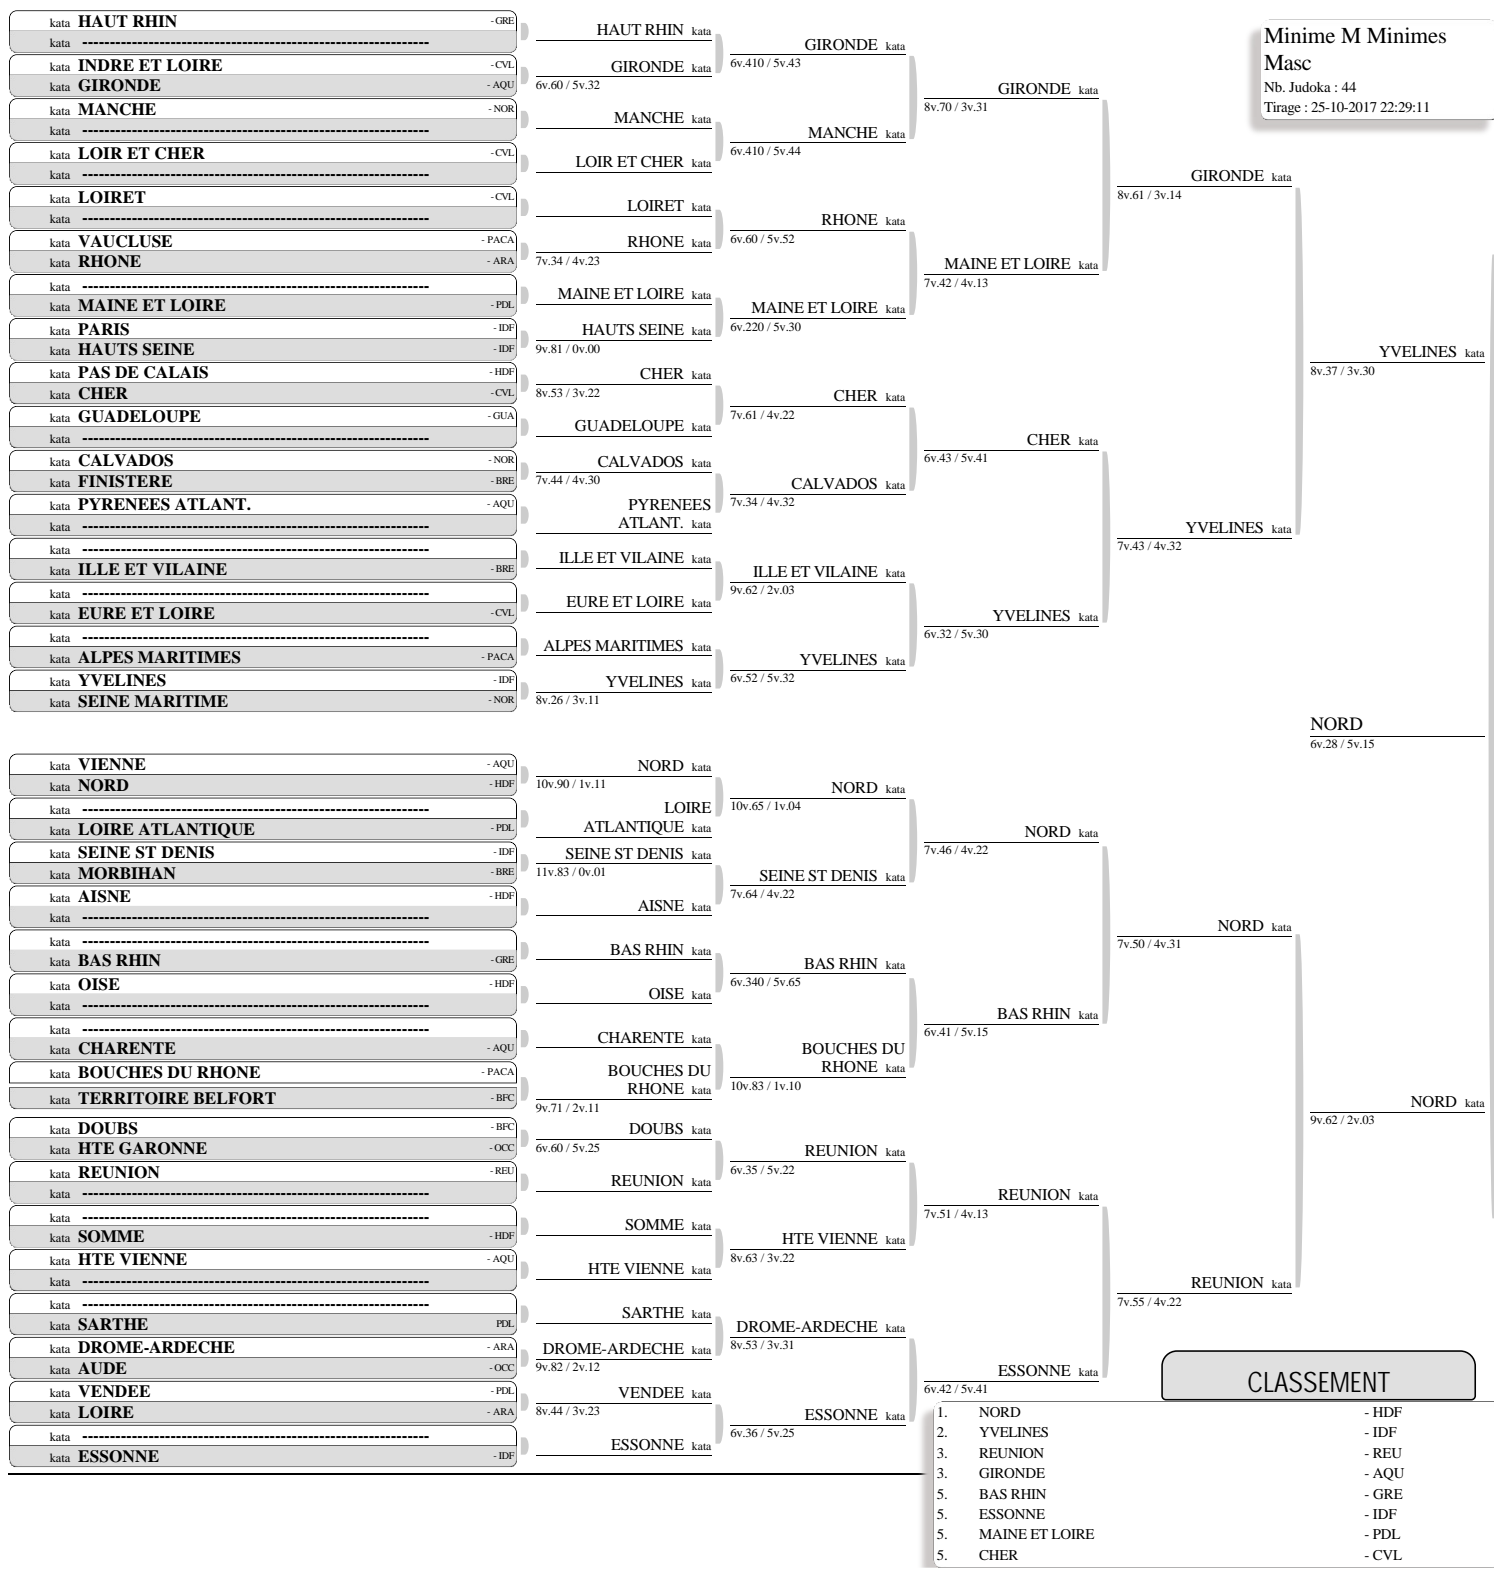 Minime M Minimes
Masc
Nb. Judoka : 44
Tirage : 25-10-2017 22:29:11
kata HAUT RHIN - GRE
kata ----------------------------------------------------------------
kata INDRE ET LOIRE - CVL
kata GIRONDE - AQU
kata MANCHE - NOR
kata ----------------------------------------------------------------
kata LOIR ET CHER - CVL
kata ----------------------------------------------------------------
kata LOIRET - CVL
kata ----------------------------------------------------------------
kata VAUCLUSE - PACA
kata RHONE - ARA
kata ----------------------------------------------------------------
kata MAINE ET LOIRE - PDL
kata PARIS - IDF
kata HAUTS SEINE - IDF
kata PAS DE CALAIS - HDF
kata CHER - CVL
kata GUADELOUPE - GUA
kata ----------------------------------------------------------------
kata CALVADOS - NOR
kata FINISTERE - BRE
kata PYRENEES ATLANT. - AQU
kata ----------------------------------------------------------------
kata ----------------------------------------------------------------
kata ILLE ET VILAINE - BRE
kata ----------------------------------------------------------------
kata EURE ET LOIRE - CVL
kata ----------------------------------------------------------------
kata ALPES MARITIMES - PACA
kata YVELINES - IDF
kata SEINE MARITIME - NOR
kata VIENNE - AQU
kata NORD - HDF
kata ----------------------------------------------------------------
kata LOIRE ATLANTIQUE - PDL
kata SEINE ST DENIS - IDF
kata MORBIHAN - BRE
kata AISNE - HDF
kata ----------------------------------------------------------------
kata ----------------------------------------------------------------
kata BAS RHIN - GRE
kata OISE - HDF
kata ----------------------------------------------------------------
kata ----------------------------------------------------------------
kata CHARENTE - AQU
kata BOUCHES DU RHONE - PACA
kata TERRITOIRE BELFORT - BFC
kata DOUBS - BFC
kata HTE GARONNE - OCC
kata REUNION - REU
kata ----------------------------------------------------------------
kata ----------------------------------------------------------------
kata SOMME - HDF
kata HTE VIENNE - AQU
kata ----------------------------------------------------------------
kata ----------------------------------------------------------------
kata SARTHE PDL
kata DROME-ARDECHE - ARA
kata AUDE - OCC
kata VENDEE - PDL
kata LOIRE - ARA
kata ----------------------------------------------------------------
kata ESSONNE - IDF
HAUT RHIN kata
GIRONDE kata
6v.60 / 5v.32
MANCHE kata
LOIR ET CHER kata
LOIRET kata
RHONE kata
7v.34 / 4v.23
MAINE ET LOIRE kata
HAUTS SEINE kata
9v.81 / 0v.00
CHER kata
8v.53 / 3v.22
GUADELOUPE kata
CALVADOS kata
7v.44 / 4v.30
PYRENEES
ATLANT. kata
ILLE ET VILAINE kata
EURE ET LOIRE kata
ALPES MARITIMES kata
YVELINES kata
8v.26 / 3v.11
NORD kata
10v.90 / 1v.11
LOIRE
ATLANTIQUE kata
SEINE ST DENIS kata
11v.83 / 0v.01
AISNE kata
BAS RHIN kata
OISE kata
CHARENTE kata
BOUCHES DU
RHONE kata
9v.71 / 2v.11
DOUBS kata
6v.60 / 5v.25
REUNION kata
SOMME kata
HTE VIENNE kata
SARTHE kata
DROME-ARDECHE kata
9v.82 / 2v.12
VENDEE kata
8v.44 / 3v.23
ESSONNE kata
GIRONDE kata
6v.410 / 5v.43
MANCHE kata
6v.410 / 5v.44
RHONE kata
6v.60 / 5v.52
MAINE ET LOIRE kata
6v.220 / 5v.30
CHER kata
7v.61 / 4v.22
CALVADOS kata
7v.34 / 4v.32
ILLE ET VILAINE kata
9v.62 / 2v.03
YVELINES kata
6v.52 / 5v.32
NORD kata
10v.65 / 1v.04
SEINE ST DENIS kata
7v.64 / 4v.22
BAS RHIN kata
6v.340 / 5v.65
BOUCHES DU
RHONE kata
10v.83 / 1v.10
REUNION kata
6v.35 / 5v.22
HTE VIENNE kata
8v.63 / 3v.22
DROME-ARDECHE kata
8v.53 / 3v.31
ESSONNE kata
6v.36 / 5v.25
GIRONDE kata
8v.70 / 3v.31
MAINE ET LOIRE kata
7v.42 / 4v.13
CHER kata
6v.43 / 5v.41
YVELINES kata
6v.32 / 5v.30
NORD kata
7v.46 / 4v.22
BAS RHIN kata
6v.41 / 5v.15
REUNION kata
7v.51 / 4v.13
ESSONNE kata
6v.42 / 5v.41
GIRONDE kata
8v.61 / 3v.14
YVELINES kata
7v.43 / 4v.32
NORD kata
7v.50 / 4v.31
REUNION kata
7v.55 / 4v.22
YVELINES kata
8v.37 / 3v.30
NORD
6v.28 / 5v.15
NORD kata
9v.62 / 2v.03
CLASSEMENT
1. NORD - HDF
2. YVELINES - IDF
3. REUNION - REU
3. GIRONDE - AQU
5. BAS RHIN - GRE
5. ESSONNE - IDF
5. MAINE ET LOIRE - PDL
5. CHER - CVL